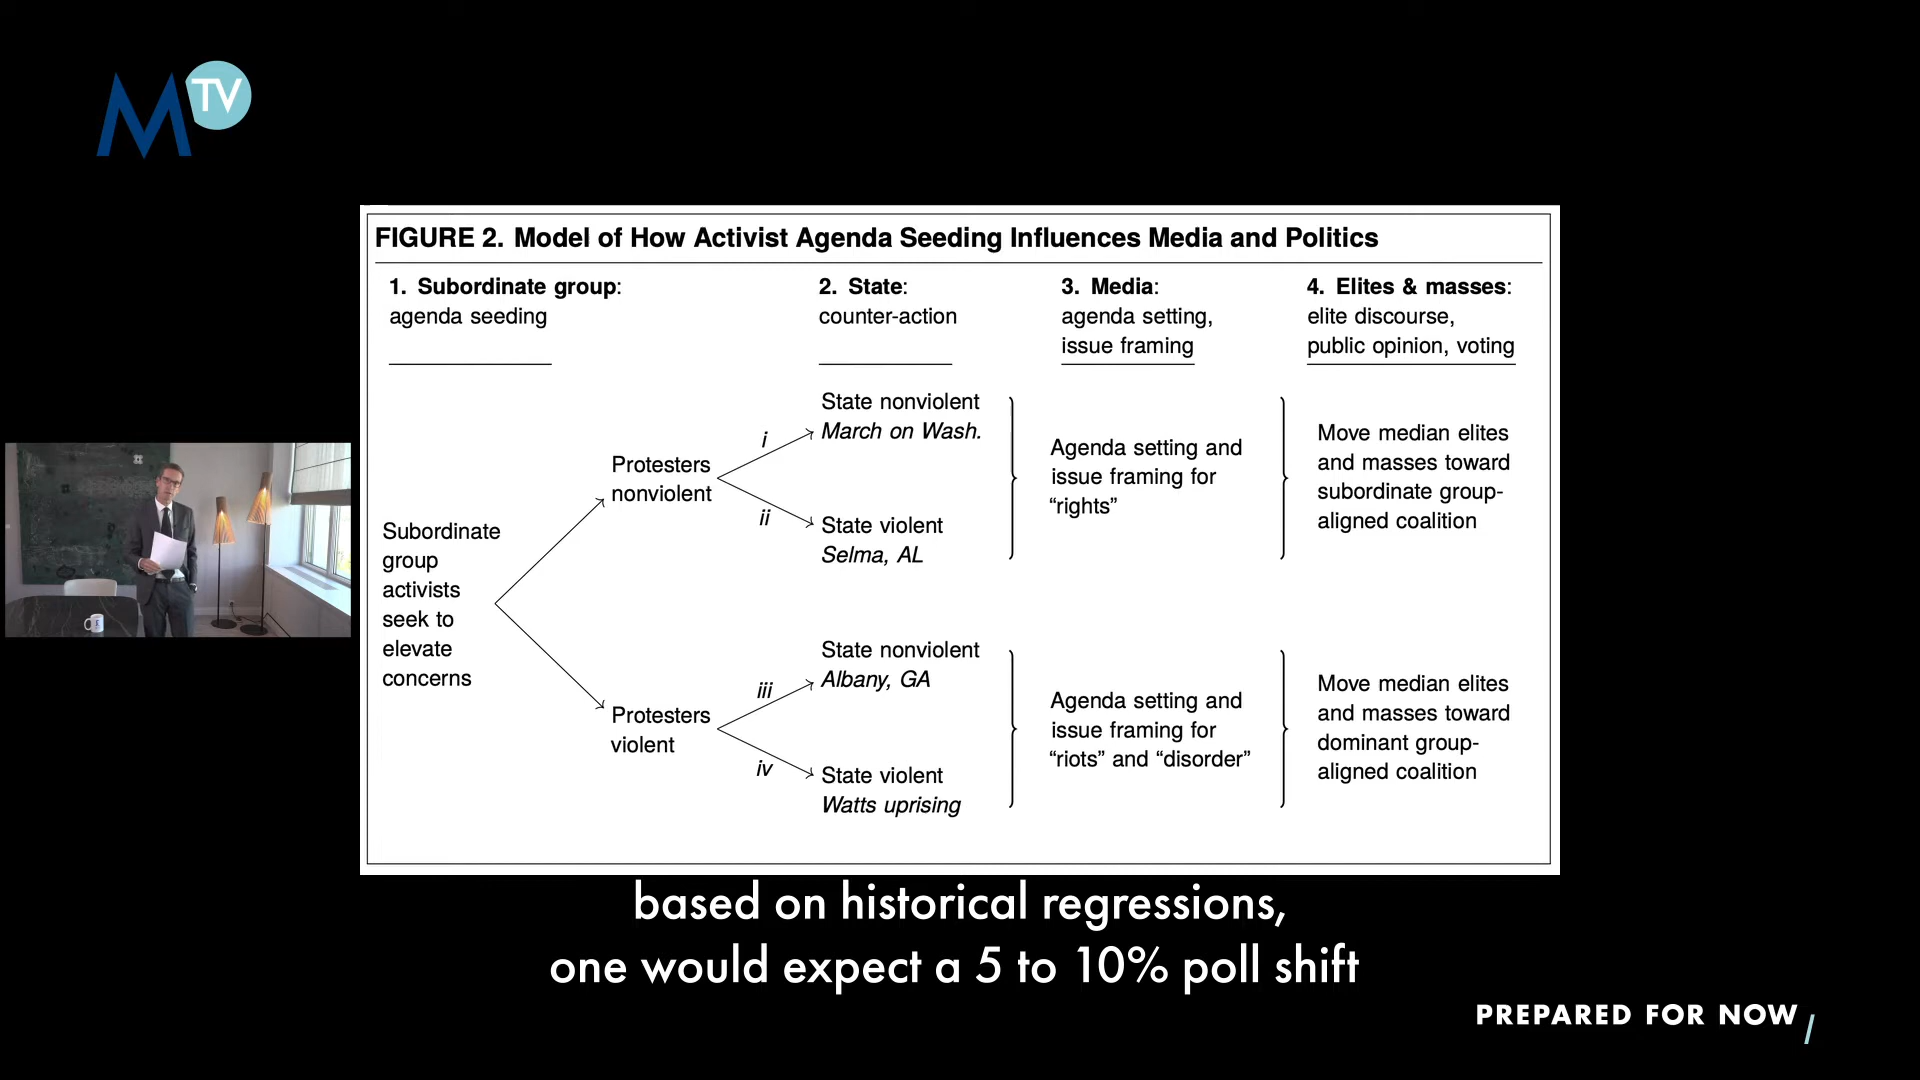 M TV
FIGURE 2. Model of How Activist Agenda Seeding Influences Media and Politics
1. Subordinate group:
agenda seeding
2. State:
counter-action
3. Media:
agenda setting,
issue framing
4. Elites & masses:
elite discourse,
public opinion, voting
Subordinate
group
activists
seek to
elevate
concerns
Protesters
nonviolent
i
State nonviolent
March on Wash.
ii
State violent
Selma, AL
Agenda setting and
issue framing for
“rights”
Move median elites
and masses toward
subordinate group-
aligned coalition
Protesters
violent
iii
State nonviolent
Albany, GA
iv
State violent
Watts uprising
Agenda setting and
issue framing for
“riots” and “disorder”
Move median elites
and masses toward
dominant group-
aligned coalition
based on historical regressions,
one would expect a 5 to 10% poll shift
PREPARED FOR NOW /